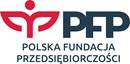 PFP
POLSKA FUNDACJA
PRZEDSIĘBIORCZOŚCI